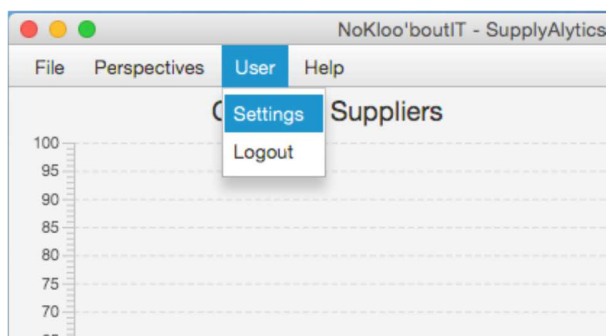 NoKloo'boutIT - SupplyAlytics
File Perspectives User Help
Settings
Logout
Suppliers
100
95
90
85
80
75
70